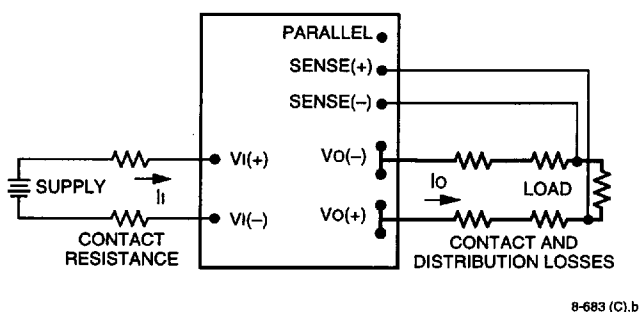 PARALLEL
SENSE(+)
SENSE(–)
VI(+)
VO(–)
SUPPLY
II
IO
LOAD
VI(–)
VO(+)
CONTACT
RESISTANCE
CONTACT AND
DISTRIBUTION LOSSES
8-683 (C).b